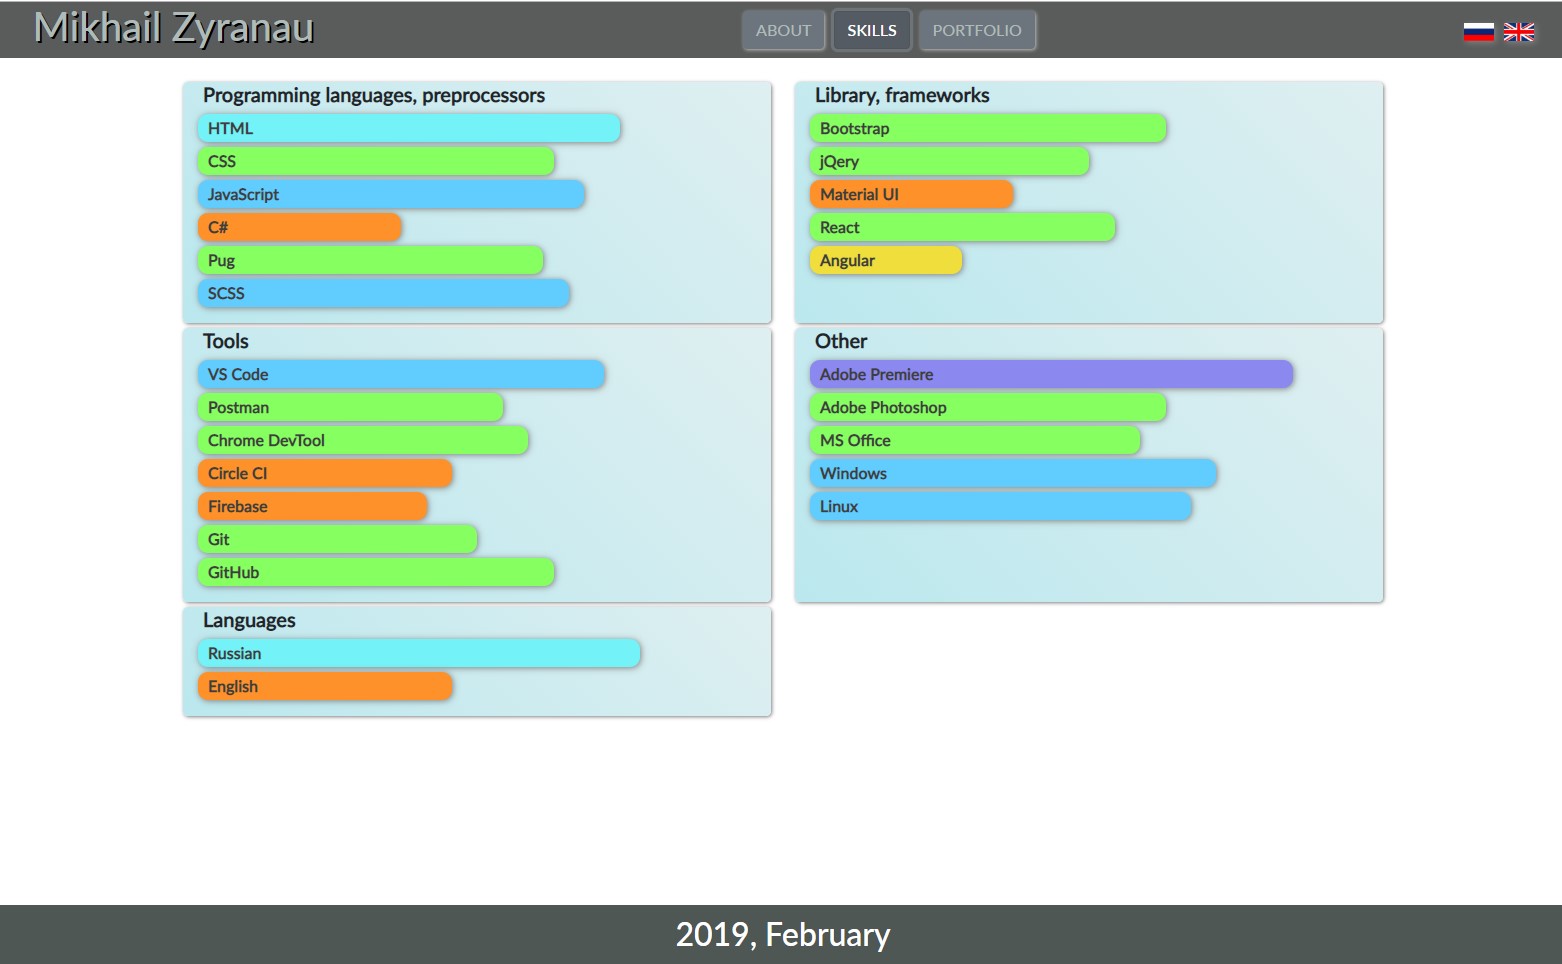 Mikhail Zyranau
ABOUT
SKILLS
PORTFOLIO
Programming languages, preprocessors
HTML
CSS
JavaScript
C#
Pug
SCSS
Library, frameworks
Bootstrap
jQery
Material UI
React
Angular
Tools
VS Code
Postman
Chrome DevTool
Circle CI
Firebase
Git
GitHub
Other
Adobe Premiere
Adobe Photoshop
MS Office
Windows
Linux
Languages
Russian
English
2019, February